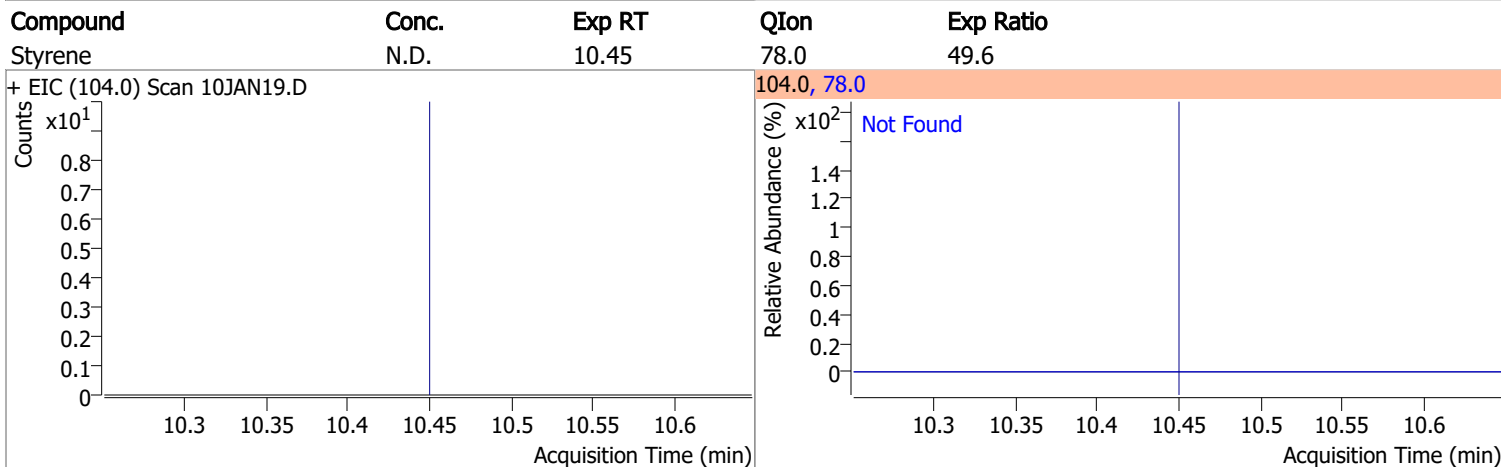 Compound Conc. Exp RT QIon Exp Ratio
Styrene N.D. 10.45 78.0 49.6
+ EIC (104.0) Scan 10JAN19.D
Counts
x10¹
0.8
0.7
0.6
0.5
0.4
0.3
0.2
0.1
0
10.3 10.35 10.4 10.45 10.5 10.55 10.6
Acquisition Time (min)
104.0, 78.0
Relative Abundance (%)
x10²
Not Found
1.4
1.2
1
0.8
0.6
0.4
0.2
0
10.3 10.35 10.4 10.45 10.5 10.55 10.6
Acquisition Time (min)